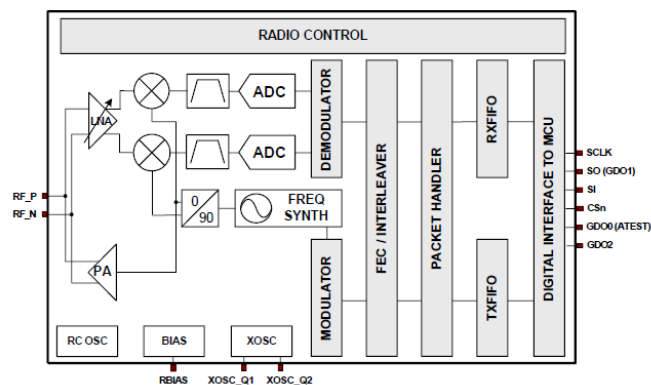 RADIO CONTROL
LNA
ADC
ADC
DEMODULATOR
FEC / INTERLEAVER
PACKET HANDLER
RXFIFO
DIGITAL INTERFACE TO MCU
SCLK
SO (GDO1)
SI
CSn
GDO0 (ATEST)
GDO2
RF_P
RF_N
0
90
FREQ
SYNTH
PA
MODULATOR
TXFIFO
RC OSC
BIAS
XOSC
RBIAS
XOSC_Q1
XOSC_Q2